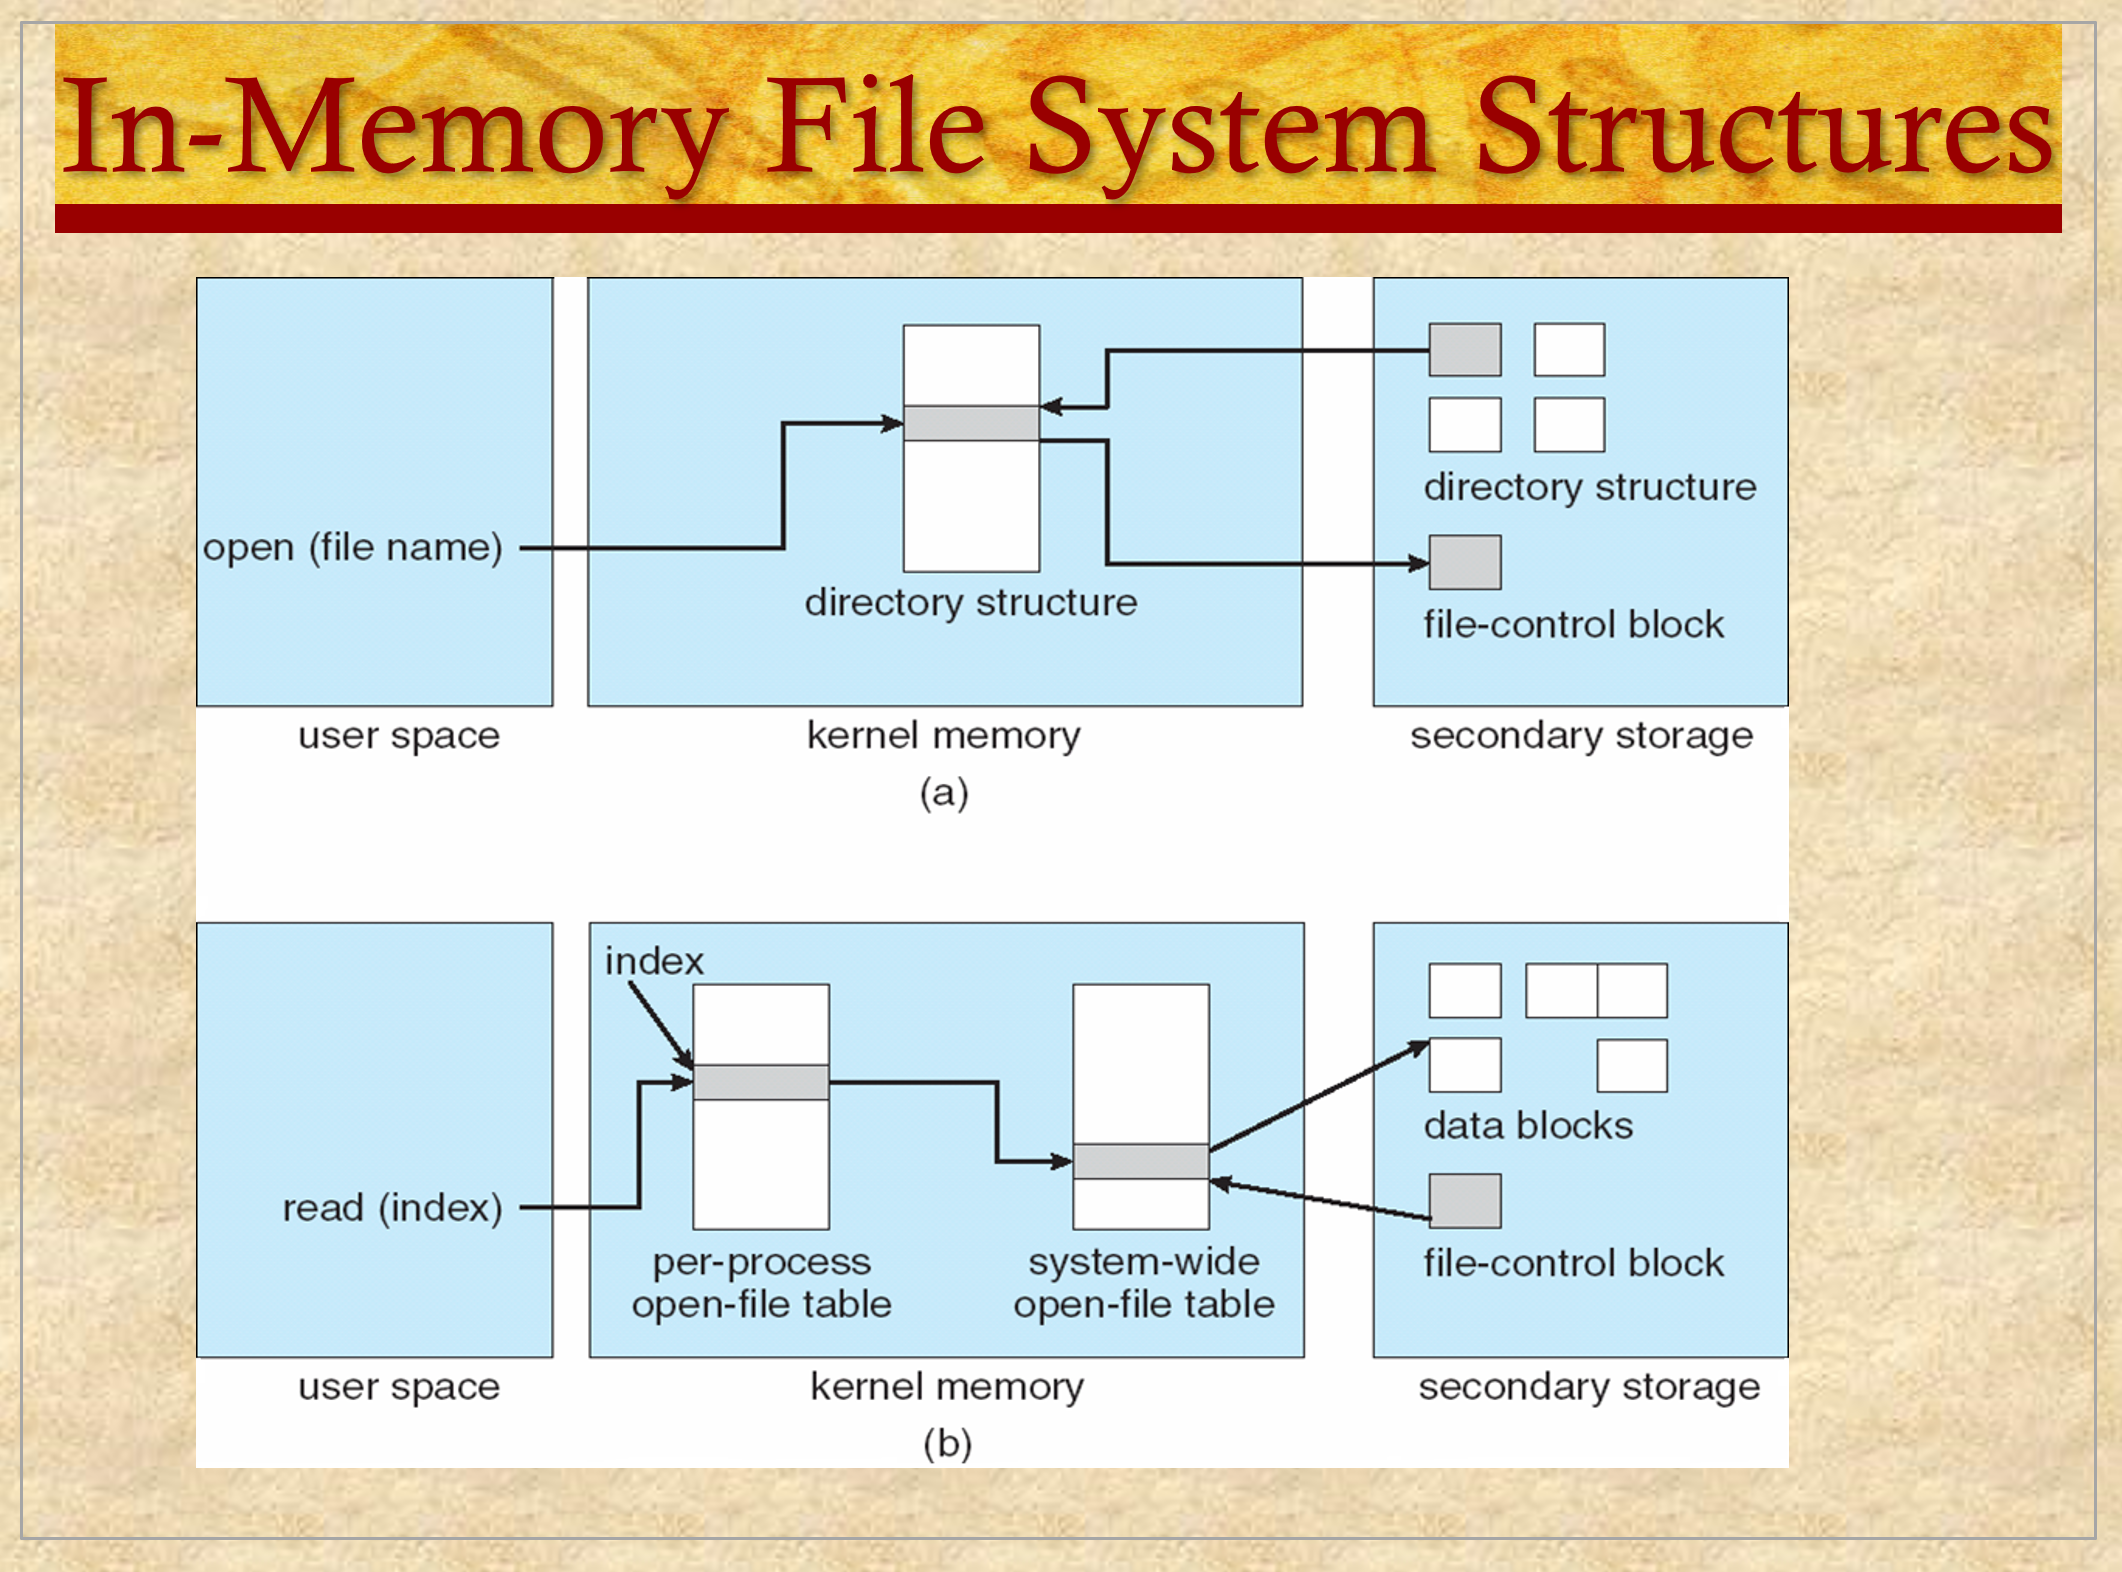 In-Memory File System Structures
open (file name)
directory structure
directory structure
file-control block
user space
kernel memory
secondary storage
(a)
index
read (index)
per-process
open-file table
system-wide
open-file table
data blocks
file-control block
user space
kernel memory
secondary storage
(b)